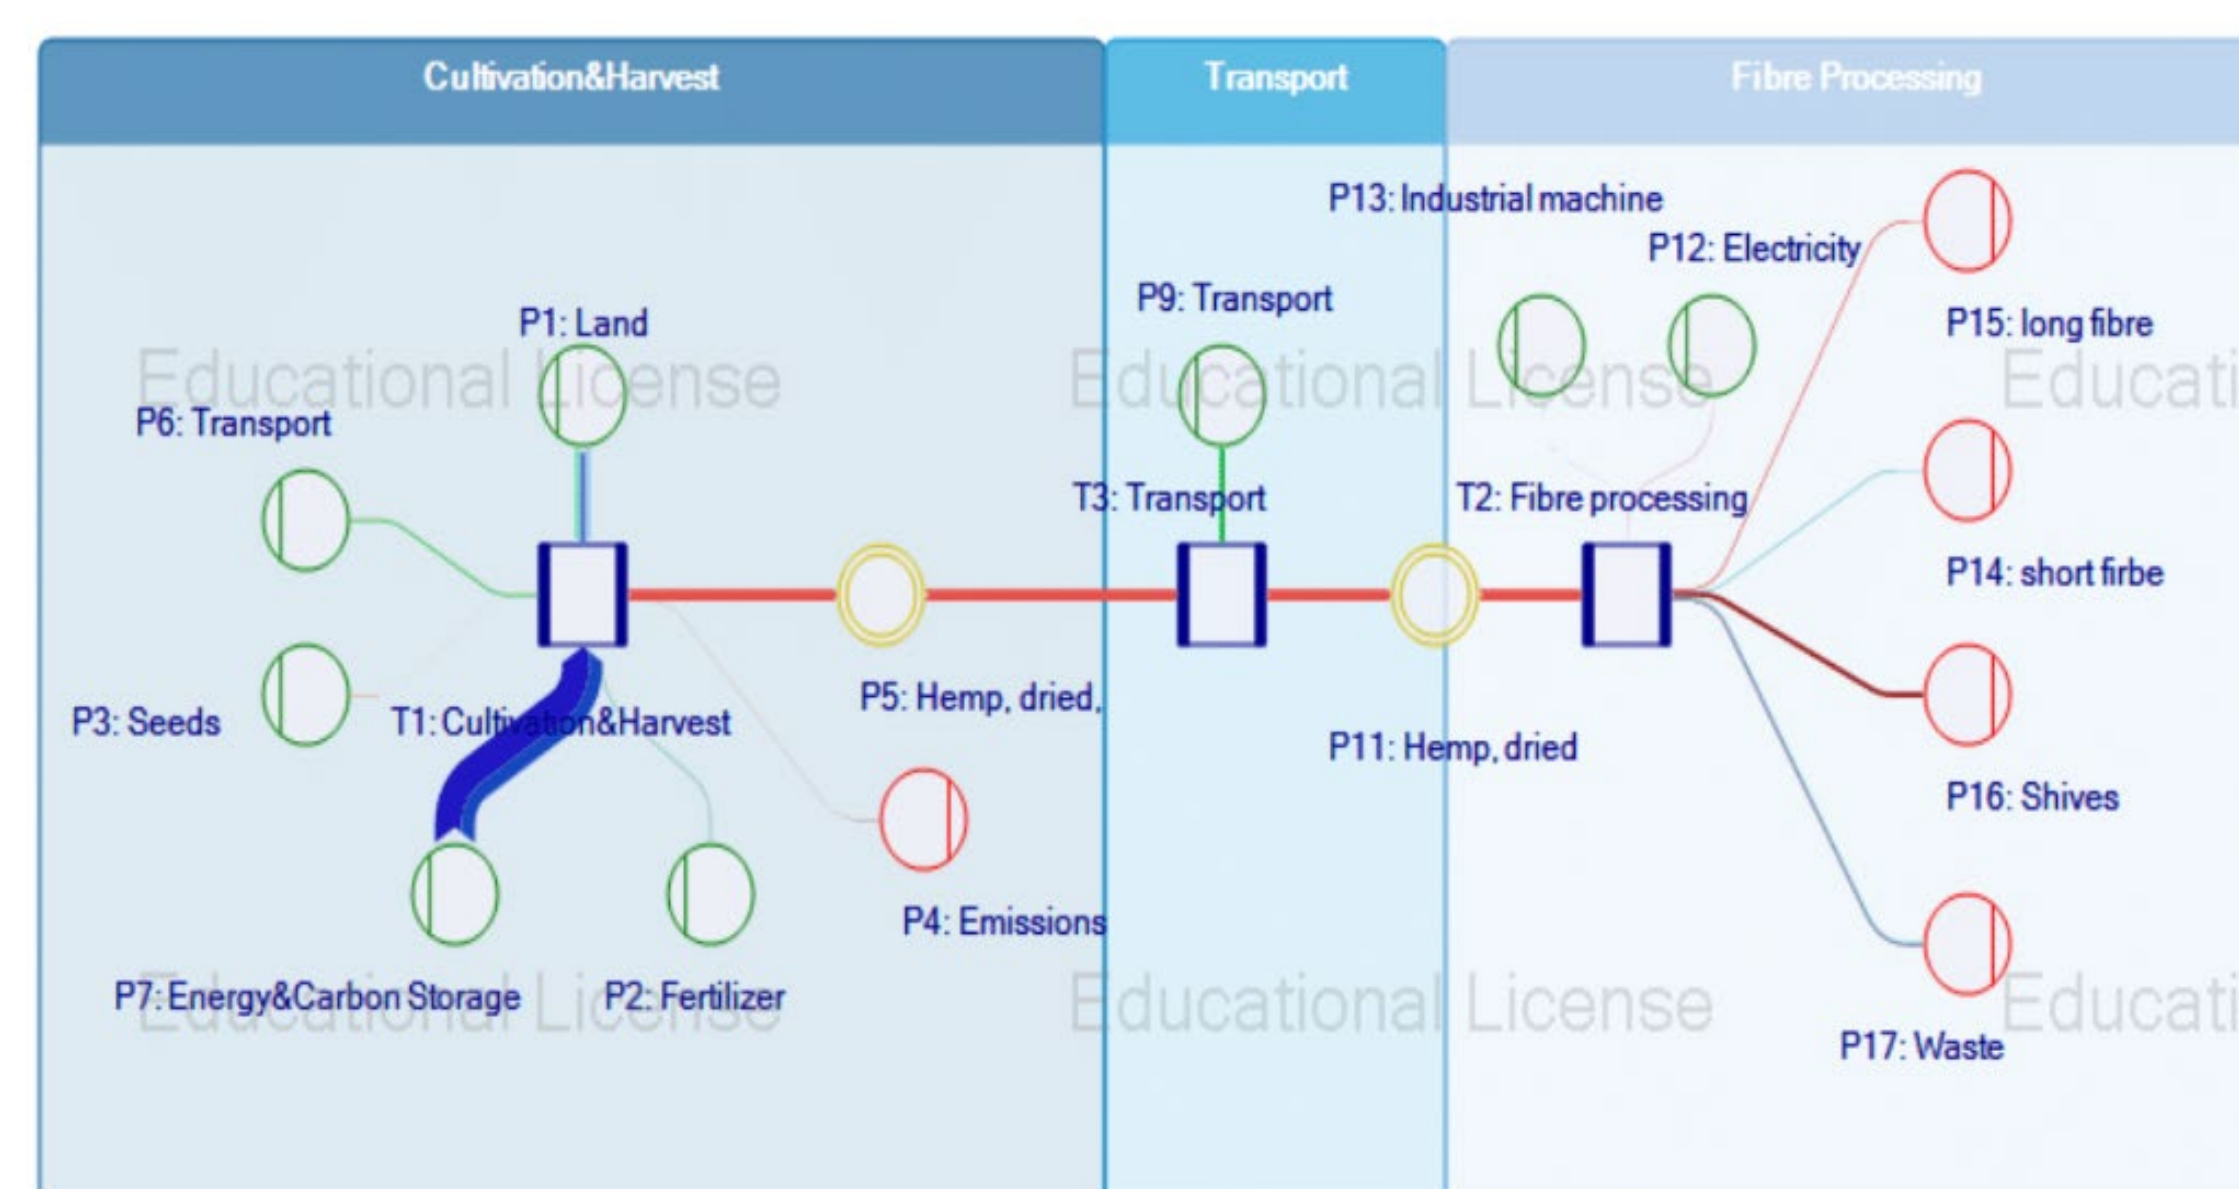 Cultivation&Harvest
Transport
Fibre Processing
P13: Industrial machine
P12: Electricity
P9: Transport
P1: Land
P15: long fibre
Educational License
Educational License
Educati
P6: Transport
T3: Transport
T2: Fibre processing
P14: short firbe
P5: Hemp, dried,
P3: Seeds
T1: Cultivation&Harvest
P11: Hemp, dried
P16: Shives
P4: Emissions
P7: Energy&Carbon Storage
P2: Fertilizer
Educational License
Educational License
Educati
P17: Waste